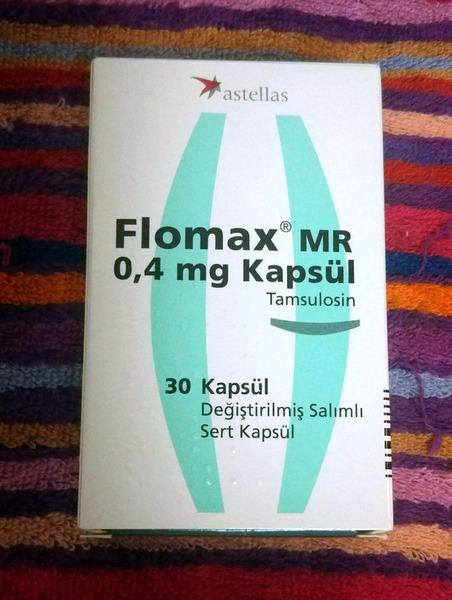 astellas
Flomax® MR
0,4 mg Kapsül
Tamsulosin
30 Kapsül
Değiştirilmiş Salımlı
Sert Kapsül